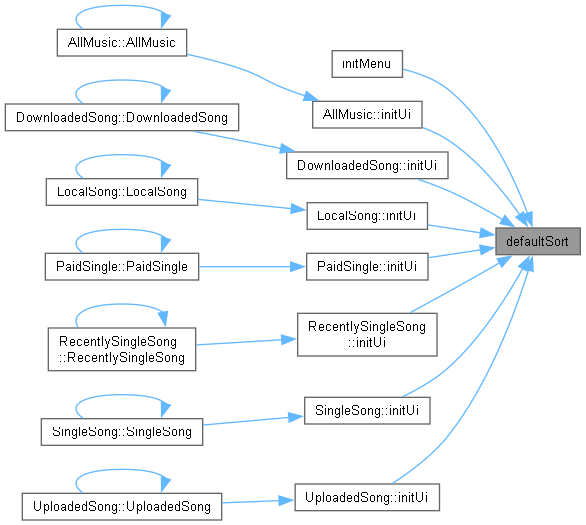 AllMusic::AllMusic
initMenu
AllMusic::initUi
DownloadedSong::DownloadedSong
DownloadedSong::initUi
LocalSong::LocalSong
LocalSong::initUi
defaultSort
PaidSingle::PaidSingle
PaidSingle::initUi
RecentlySingleSong
::RecentlySingleSong
RecentlySingleSong
::initUi
SingleSong::SingleSong
SingleSong::initUi
UploadedSong::UploadedSong
UploadedSong::initUi